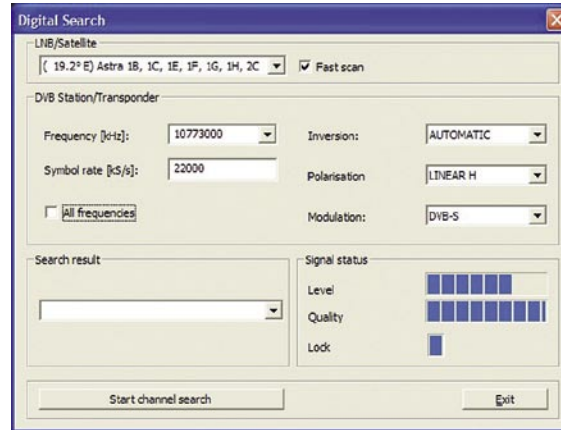 Digital Search
LNB/Satellite
( 19.2° E) Astra 1B, 1C, 1E, 1F, 1G, 1H, 2C
Fast scan
DVB Station/Transponder
Frequency [kHz]: 10773000 Inversion: AUTOMATIC
Symbol rate [kS/s]: 22000 Polarisation LINEAR H
All frequencies Modulation: DVB-S
Search result
Signal status
Level
Quality
Lock
Start channel search Exit